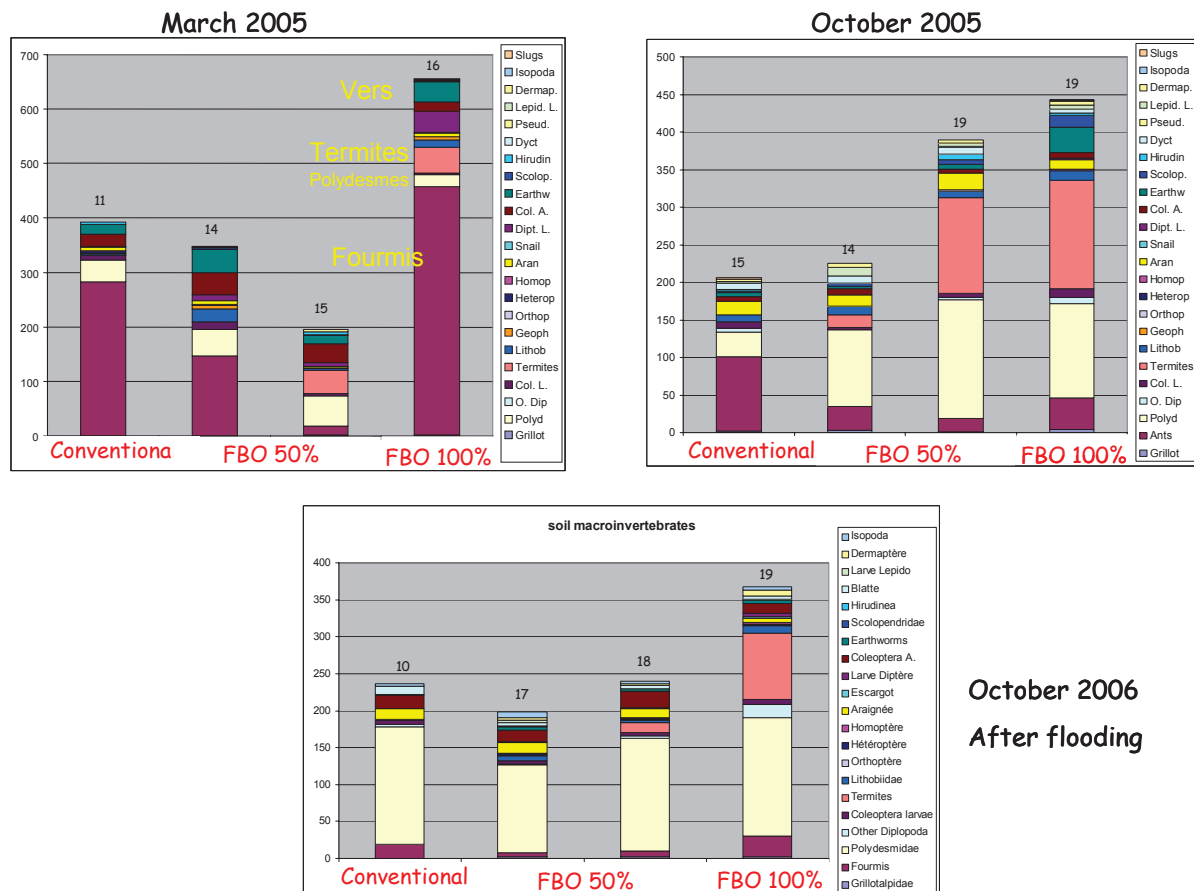 March 2005
700
600
500
400
300
200
100
0
11
14
15
16
Vers
Termites
Polydesmes
Fourmis
Conventiona
FBO 50%
FBO 100%
Slugs
Isopoda
Dermap.
Lepid. L.
Pseud.
Dyct
Hirudin
Scolop.
Earthw
Col. A.
Dipt. L.
Snail
Aran
Homop
Heterop
Orthop
Geoph
Lithob
Termites
Col. L.
O. Dip
Polyd
Grillot
October 2005
500
450
400
350
300
250
200
150
100
50
0
15
14
19
19
Conventional
FBO 50%
FBO 100%
Slugs
Isopoda
Dermap.
Lepid. L.
Pseud.
Dyct
Hirudin
Scolop.
Earthw
Col. A.
Dipt. L.
Snail
Aran
Homop
Heterop
Orthop
Geoph
Lithob
Termites
Col. L.
O. Dip
Polyd
Ants
Grillot
soil macroinvertebrates
400
350
300
250
200
150
100
50
0
10
17
18
19
Conventional
FBO 50%
FBO 100%
Isopoda
Dermaptère
Larve Lepido
Blatte
Hirudinea
Scolopendridae
Earthworms
Coleoptera A.
Larve Diptère
Escargot
Araignée
Homoptère
Hétéroptère
Orthoptère
Lithobiidae
Termites
Coleoptera larvae
Other Diplopoda
Polydesmidae
Fourmis
Grillotalpidae
October 2006
After flooding